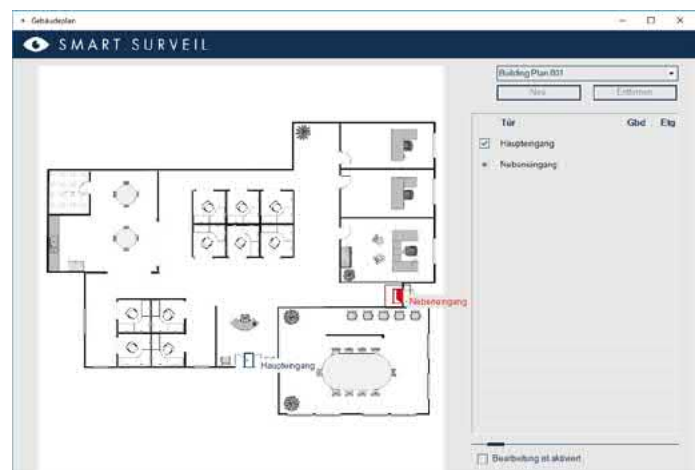 Gebäudeplan
SMART SURVEIL
Building Plan 001
Neu
Entfernen
Tür Gbd Etg
Haupteingang
Nebeneingang
Nebeneingang
Haupteingang
Bearbeitung ist aktiviert